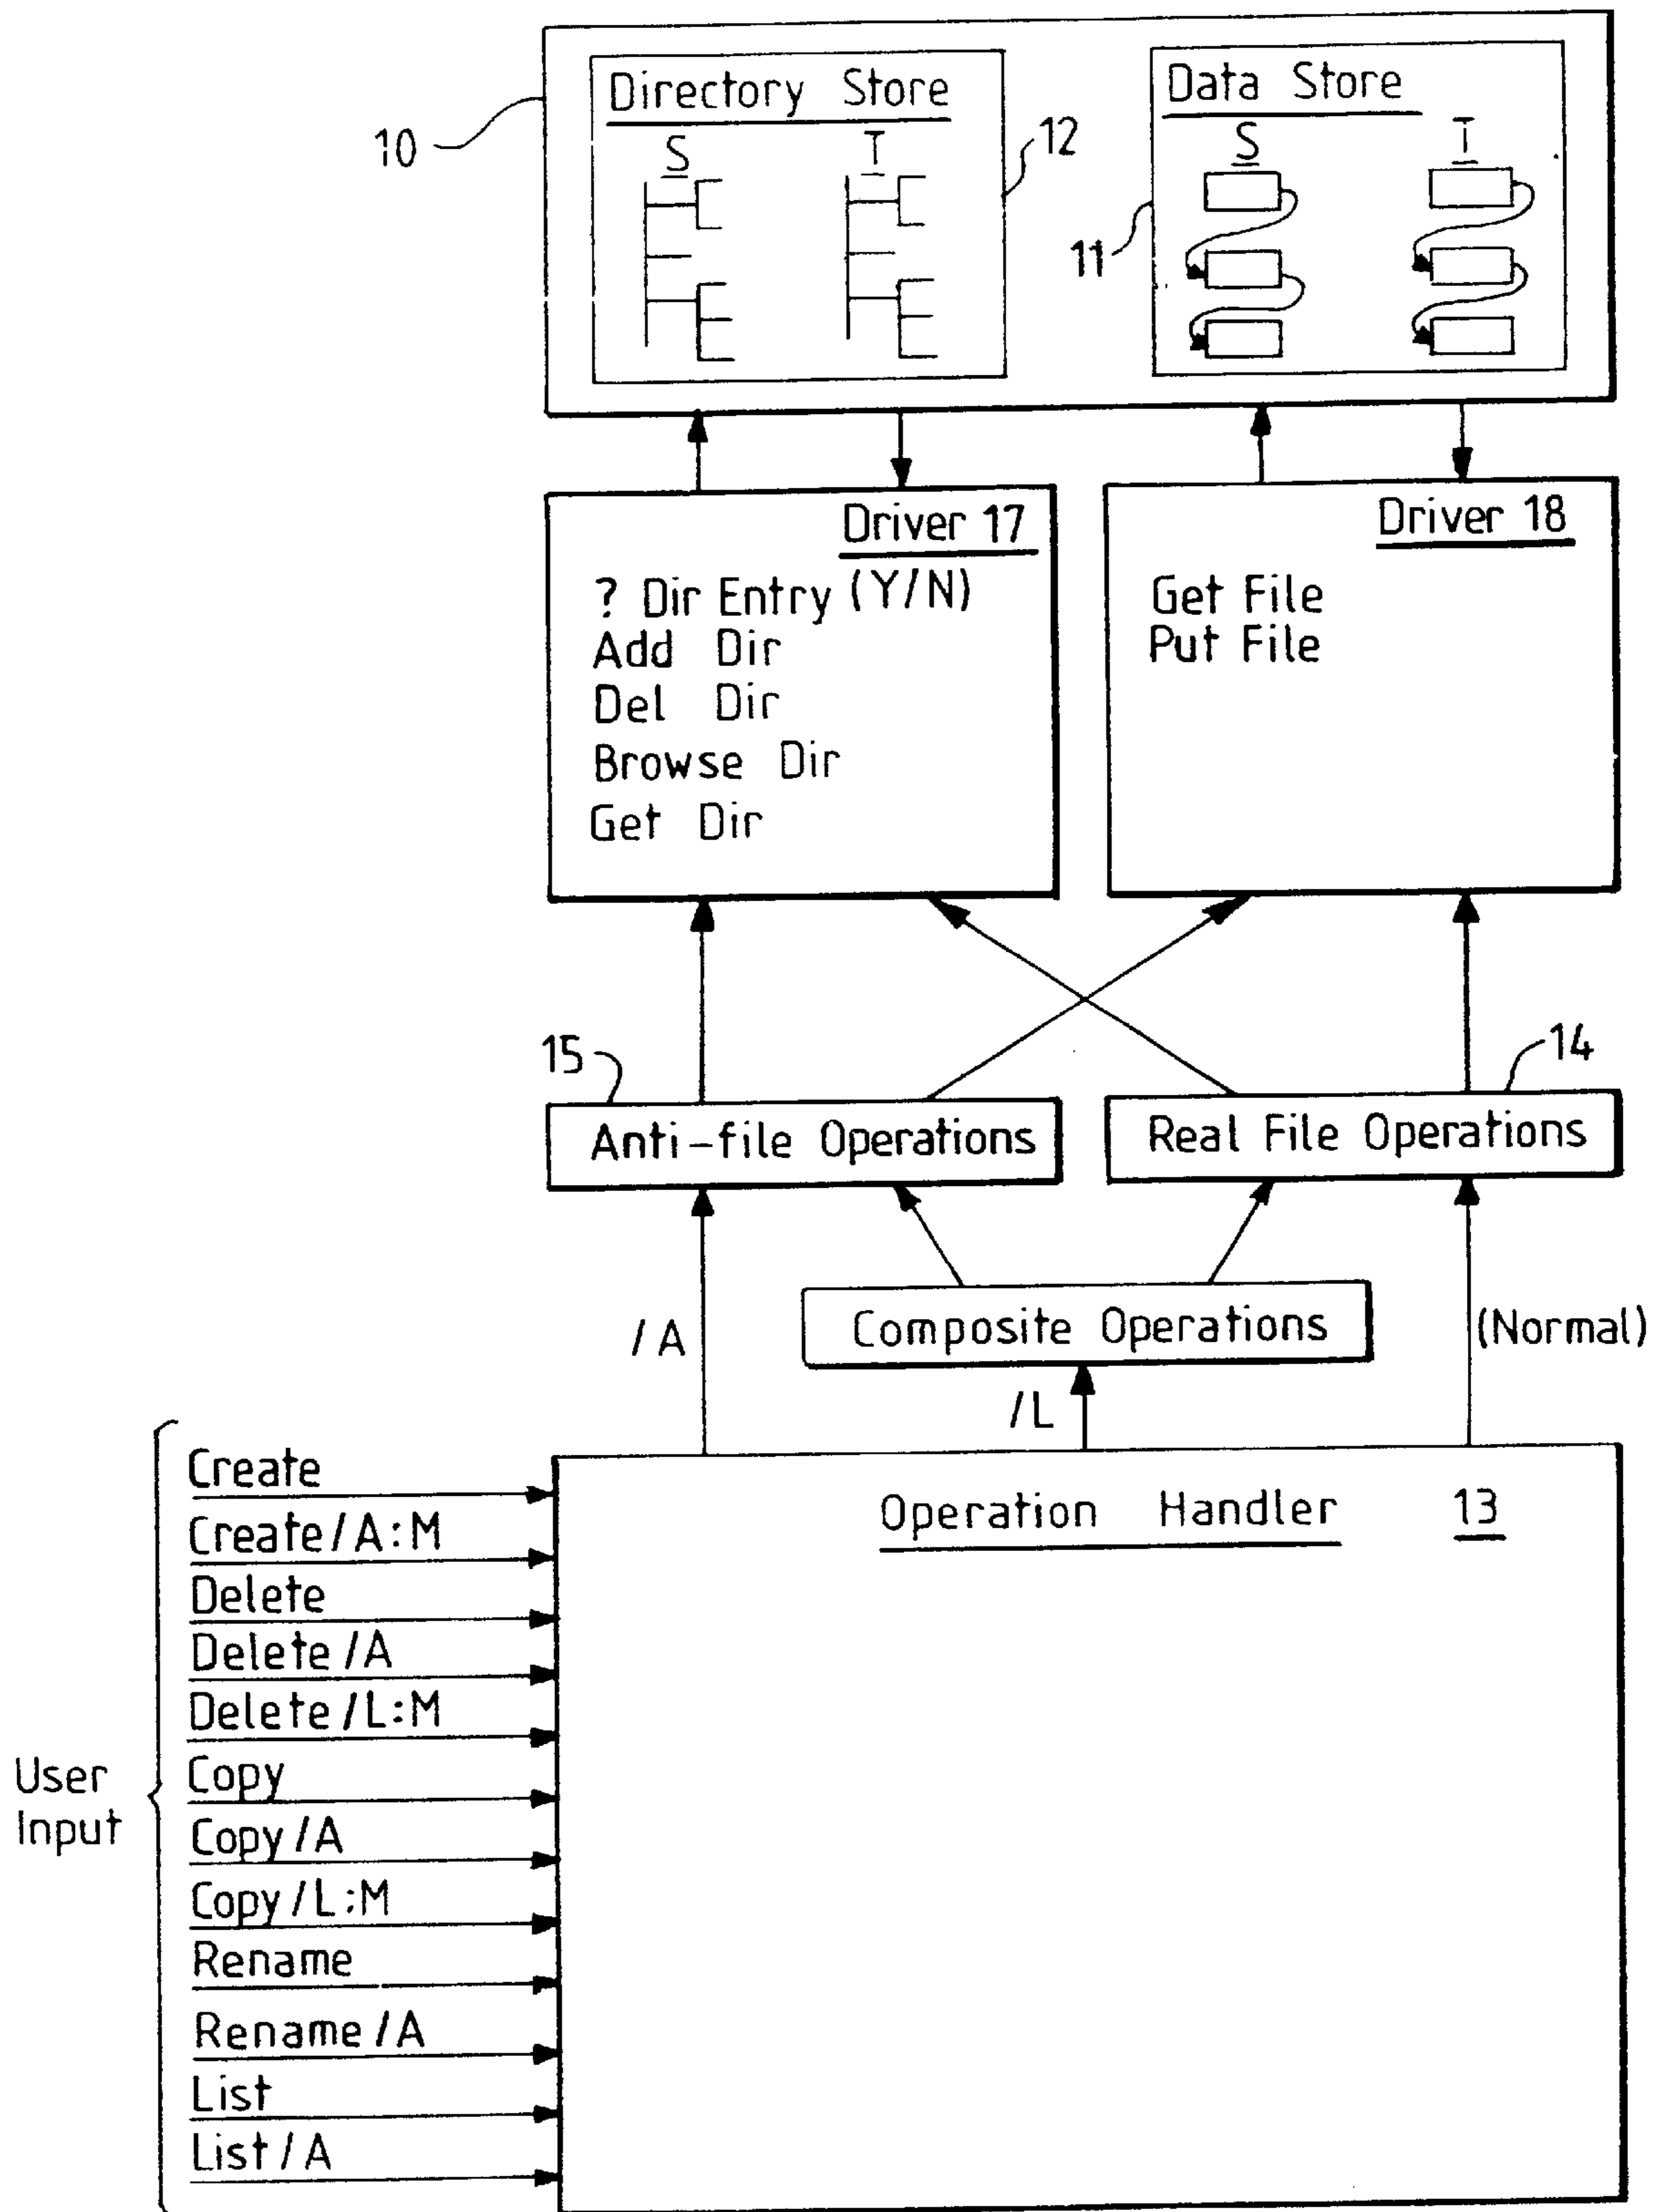 Directory Store
Data Store
S T
S T
10
12
11
Driver 17
? Dir Entry (Y/N)
Add Dir
Del Dir
Browse Dir
Get Dir
Driver 18
Get File
Put File
15
14
Anti-file Operations
Real File Operations
Composite Operations
/A
/L
(Normal)
Operation Handler 13
User
Input
Create
Create/A:M
Delete
Delete/A
Delete/L:M
Copy
Copy/A
Copy/L:M
Rename
Rename/A
List
List/A